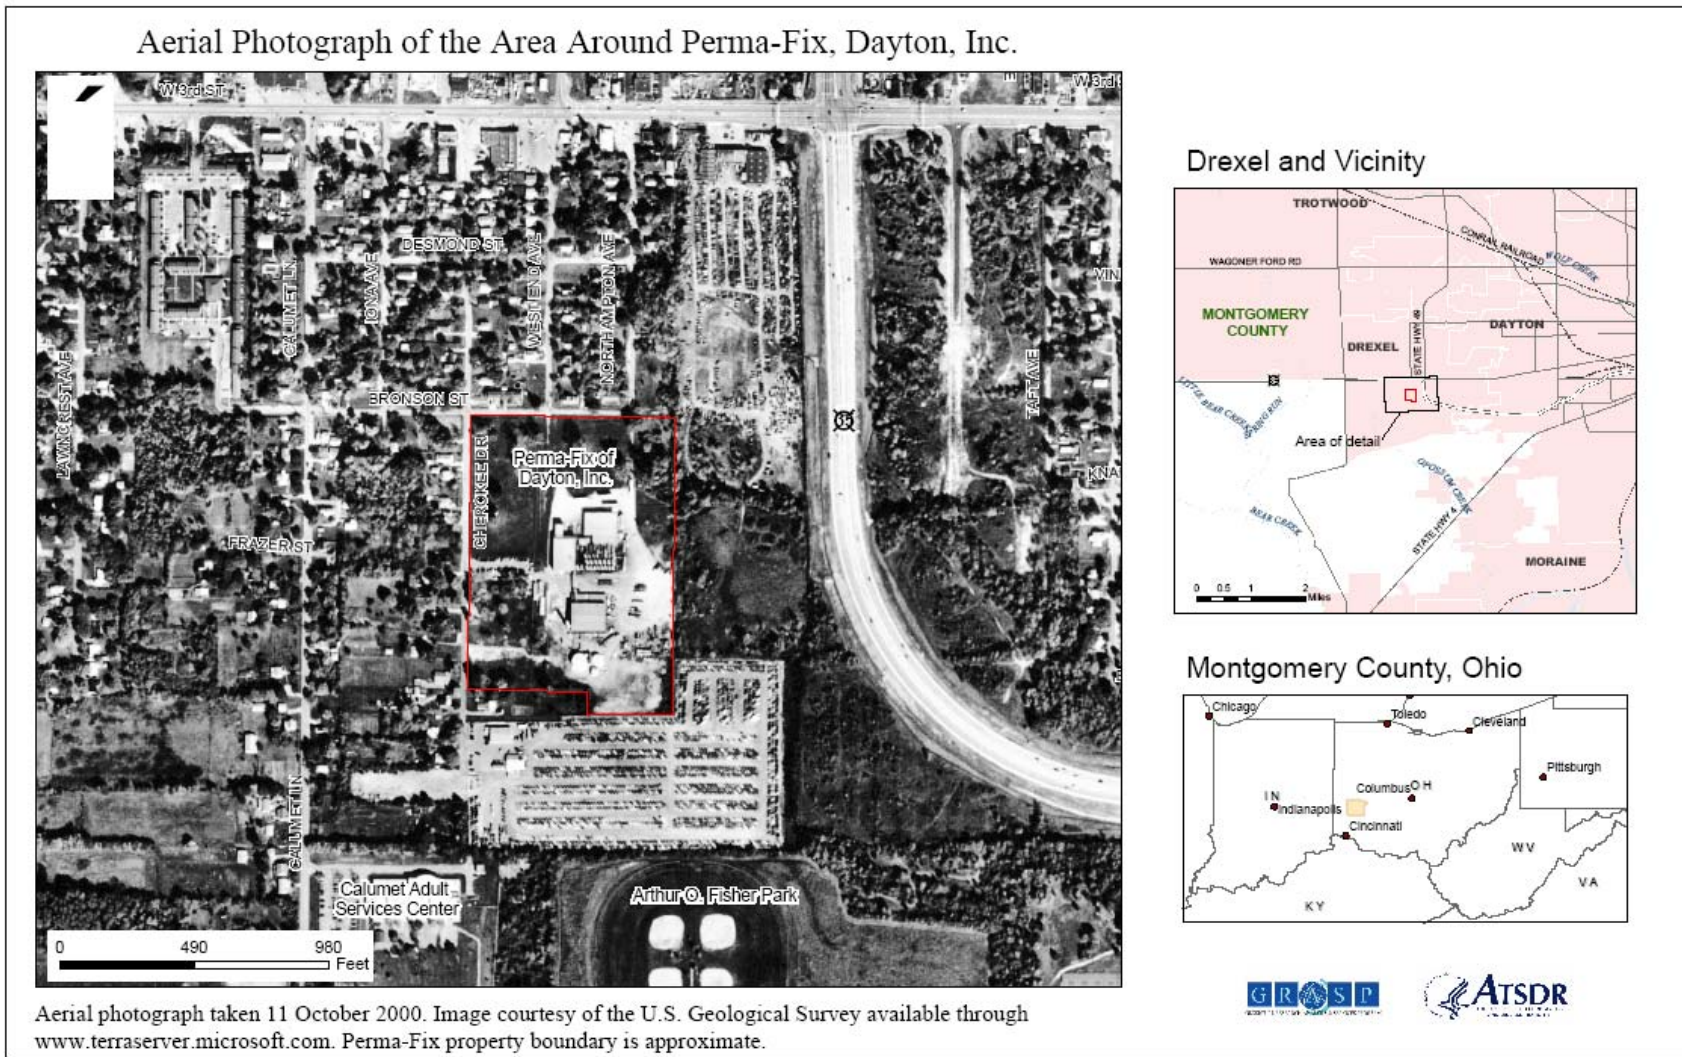 Aerial Photograph of the Area Around Perma-Fix, Dayton, Inc.
W 3rd ST
W 3rd S
DESMOND ST
CALUMET LN
IONA AVE
WEST END AVE
NORTHAMPTON AVE
VIN
LAWNCREST AVE
TAFT AVE
BRONSON ST
CHEROKEE DR
Perma-Fix of
Dayton, Inc.
KNA
FRAZER ST
CALUMET LN
Calumet Adult
Services Center
Arthur O. Fisher Park
0 490 980
Feet
Aerial photograph taken 11 October 2000. Image courtesy of the U.S. Geological Survey available through
www.terraserver.microsoft.com. Perma-Fix property boundary is approximate.
Drexel and Vicinity
TROTWOOD
CONRAIL RAILROAD
WOLF CREEK
WAGONER FORD RD
MONTGOMERY
COUNTY
STATE HWY 49
DAYTON
DREXEL
SPRING RUN
Area of detail
BEAR CREEK
STATE HWY 4
MORAINE
0 0.5 1 2
Miles
Montgomery County, Ohio
Chicago
Toledo
Cleveland
Pittsburgh
IN
Indianapolis
Columbus
OH
Cincinnati
WV
VA
KY
GRASP
ATSDR